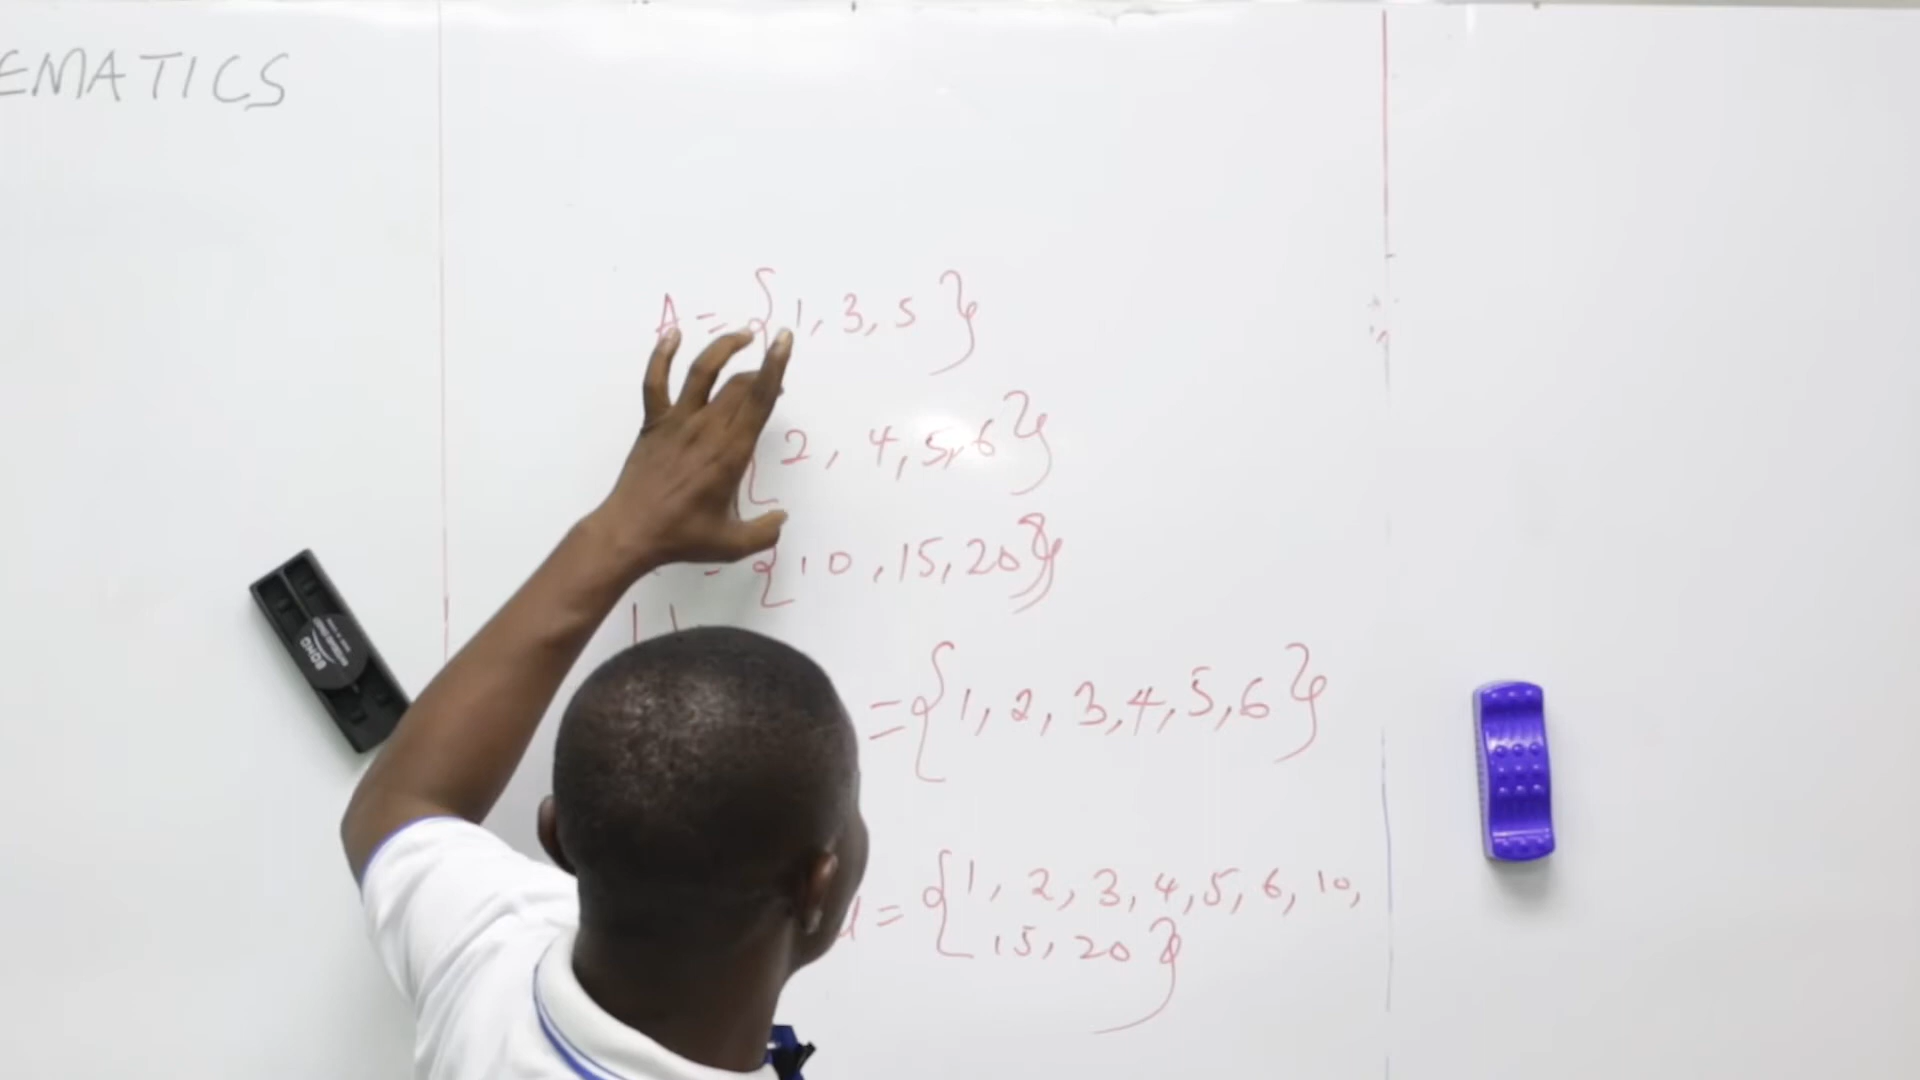 EMATICS
A = {1, 3, 5}
{2, 4, 5, 6}
= {10, 15, 20}
= {1, 2, 3, 4, 5, 6}
= {1, 2, 3, 4, 5, 6, 10,
15, 20}